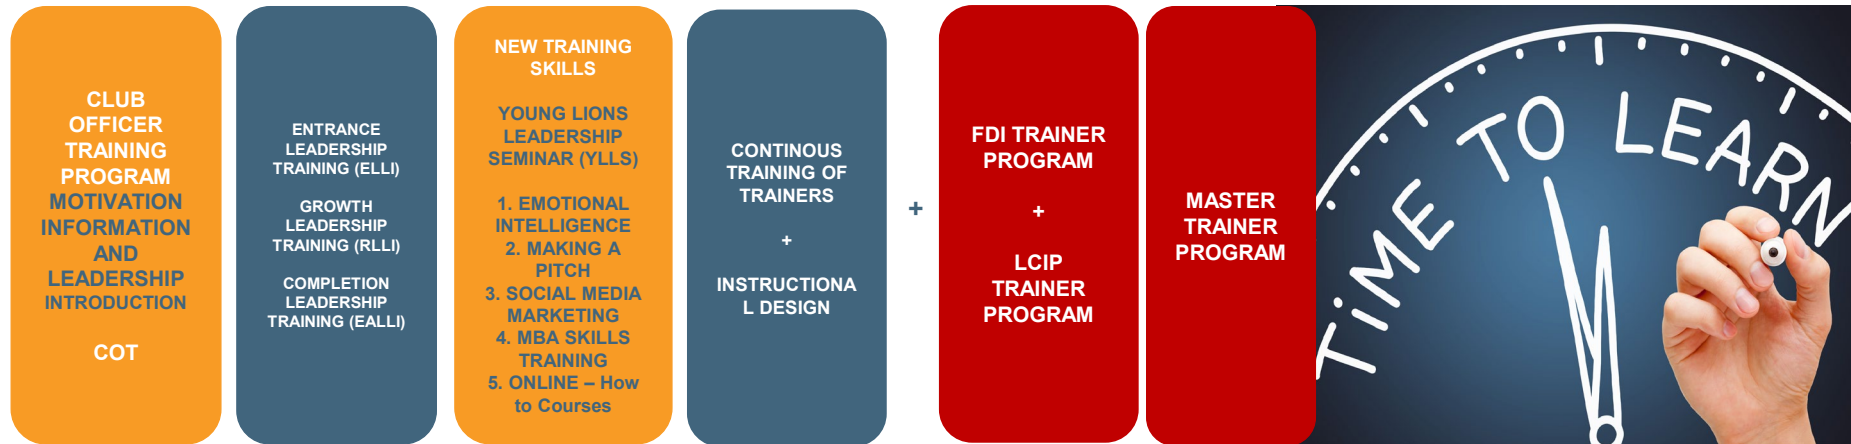 CLUB
OFFICER
TRAINING
PROGRAM
MOTIVATION
INFORMATION
AND
LEADERSHIP
INTRODUCTION
COT
ENTRANCE
LEADERSHIP
TRAINING (ELLI)
GROWTH
LEADERSHIP
TRAINING (RLLI)
COMPLETION
LEADERSHIP
TRAINING (EALLI)
NEW TRAINING
SKILLS
YOUNG LIONS
LEADERSHIP
SEMINAR (YLLS)
1. EMOTIONAL
INTELLIGENCE
2. MAKING A
PITCH
3. SOCIAL MEDIA
MARKETING
4. MBA SKILLS
TRAINING
5. ONLINE – How
to Courses
CONTINOUS
TRAINING OF
TRAINERS
+
INSTRUCTIONA
L DESIGN
+
FDI TRAINER
PROGRAM
+
LCIP
TRAINER
PROGRAM
MASTER
TRAINER
PROGRAM
TiME TO LEARN